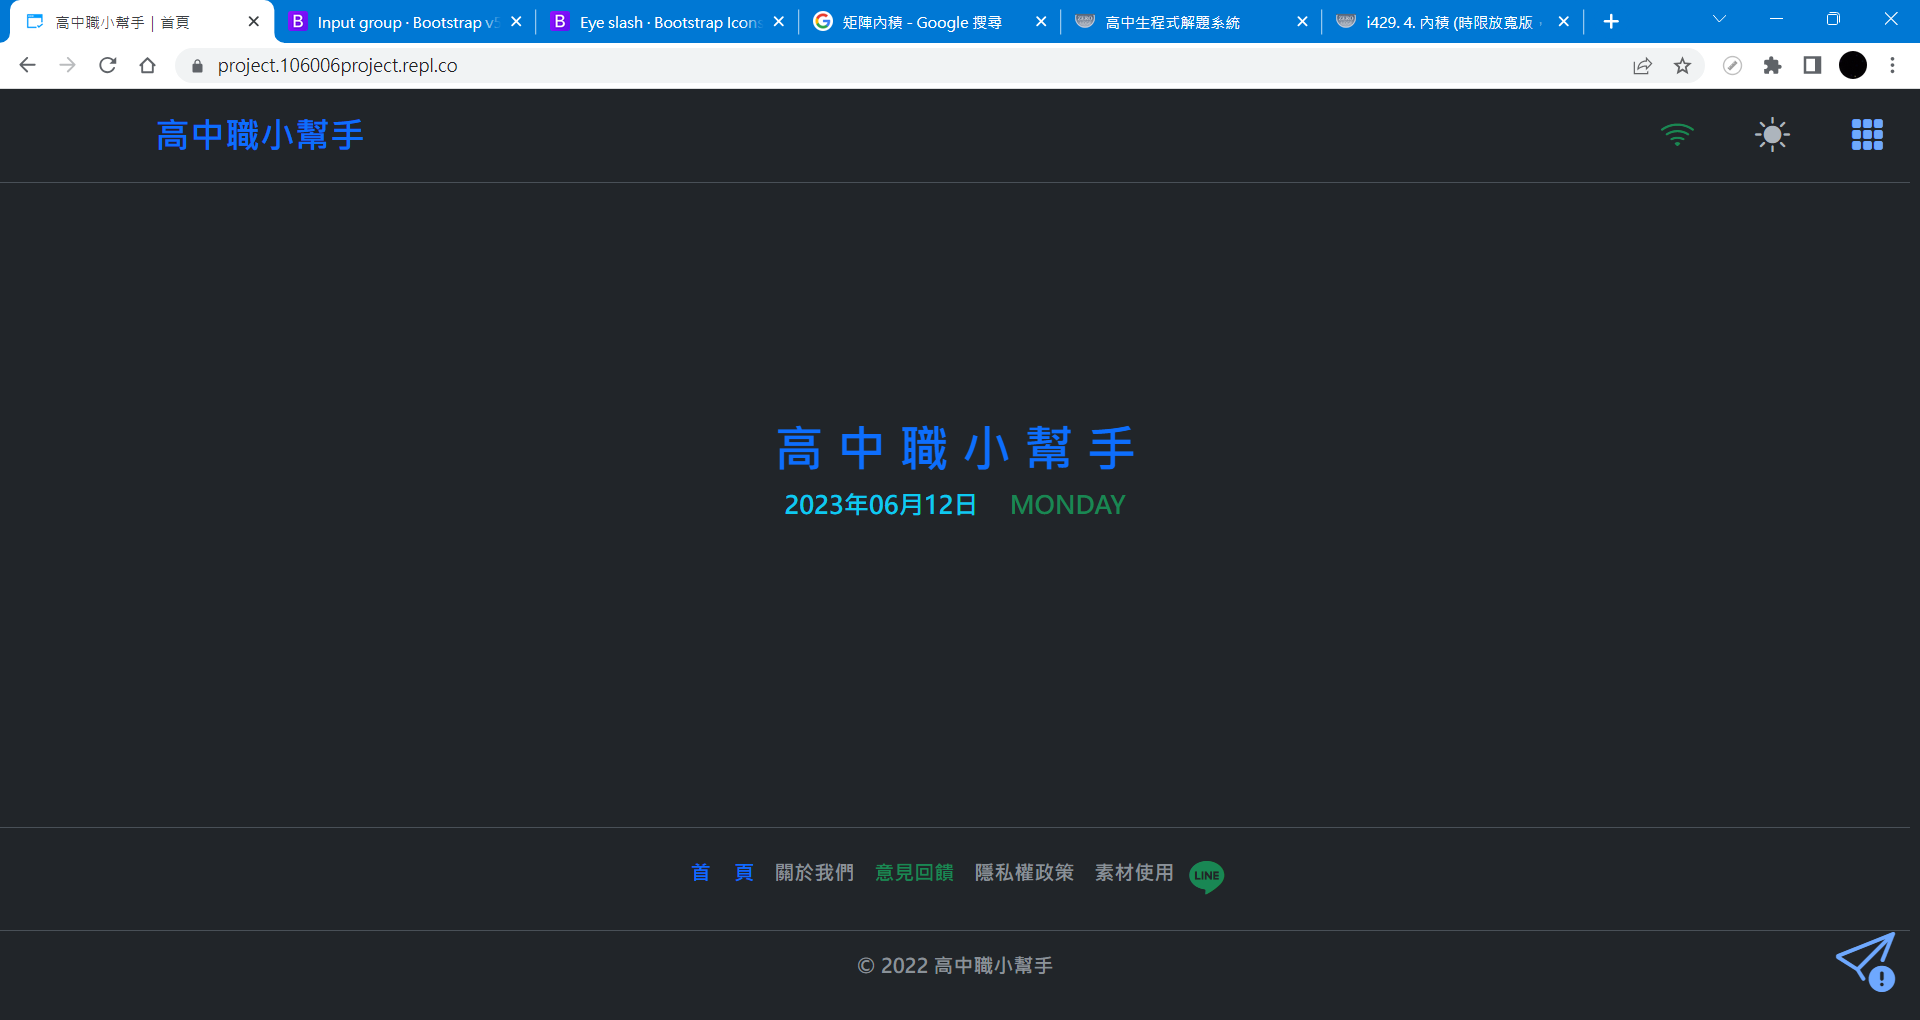 高中職小幫手 | 首頁
Input group · Bootstrap v5
Eye slash · Bootstrap Icons
矩陣內積 - Google 搜尋
高中生程式解題系統
i429. 4. 內積 (時限放寬版
project.106006project.repl.co
高中職小幫手
高中職小幫手
2023年06月12日 MONDAY
首 頁 關於我們 意見回饋 隱私權政策 素材使用 LINE
© 2022 高中職小幫手